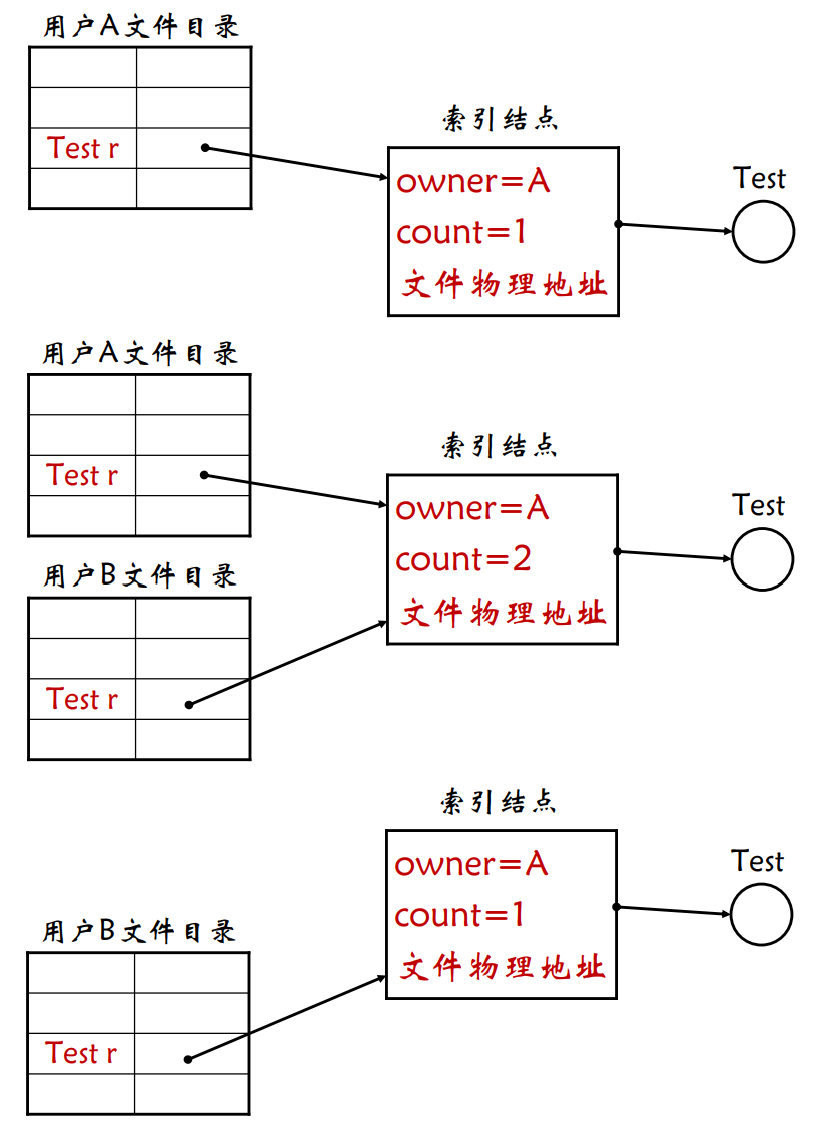 用户A文件目录
Test r
索引结点
owner=A
count=1
文件物理地址
Test
用户A文件目录
Test r
用户B文件目录
Test r
索引结点
owner=A
count=2
文件物理地址
Test
用户B文件目录
Test r
索引结点
owner=A
count=1
文件物理地址
Test